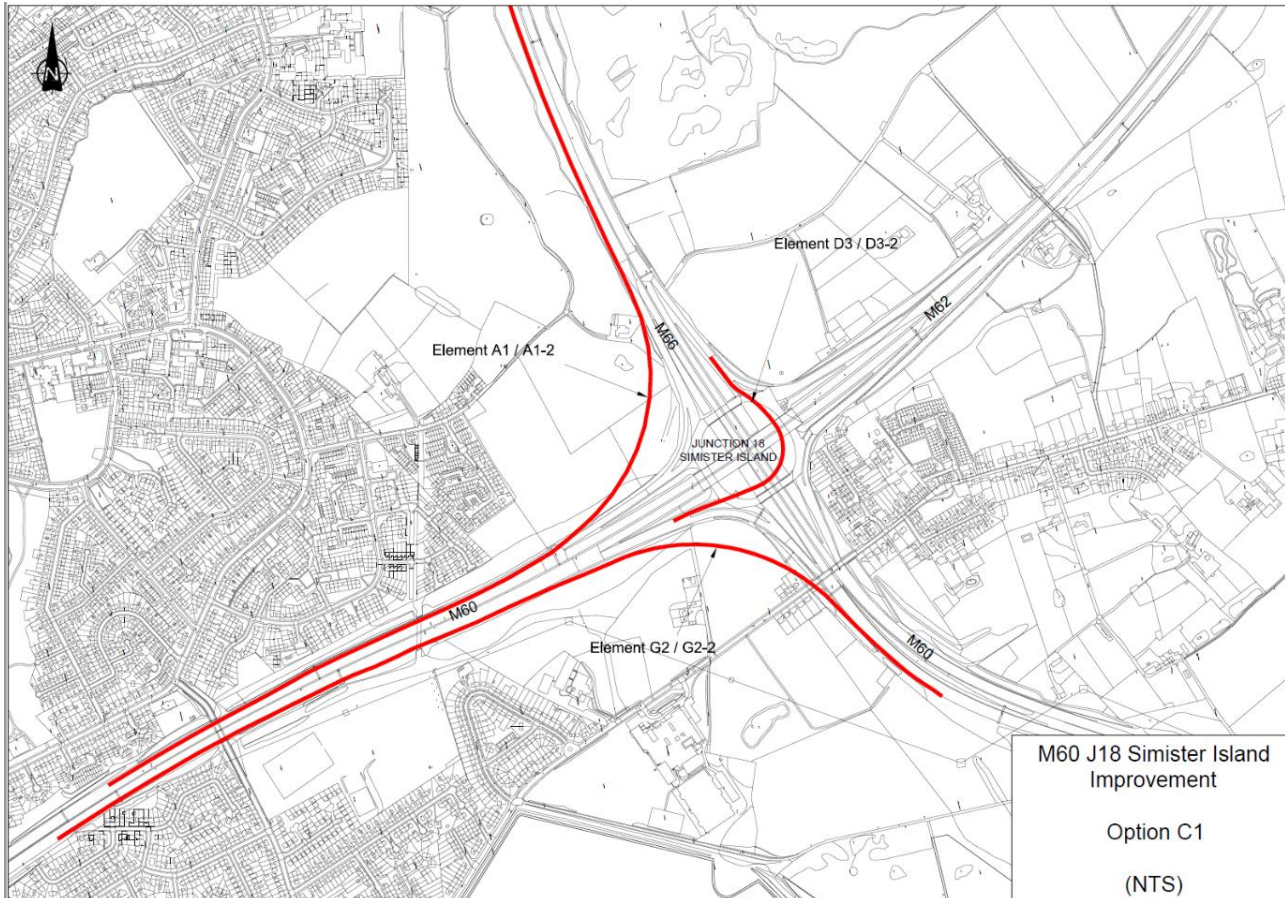 N
Element D3 / D3-2
M62
M66
Element A1 / A1-2
JUNCTION 18
SIMISTER ISLAND
M60
Element G2 / G2-2
M60
M60 J18 Simister Island
Improvement
Option C1
(NTS)